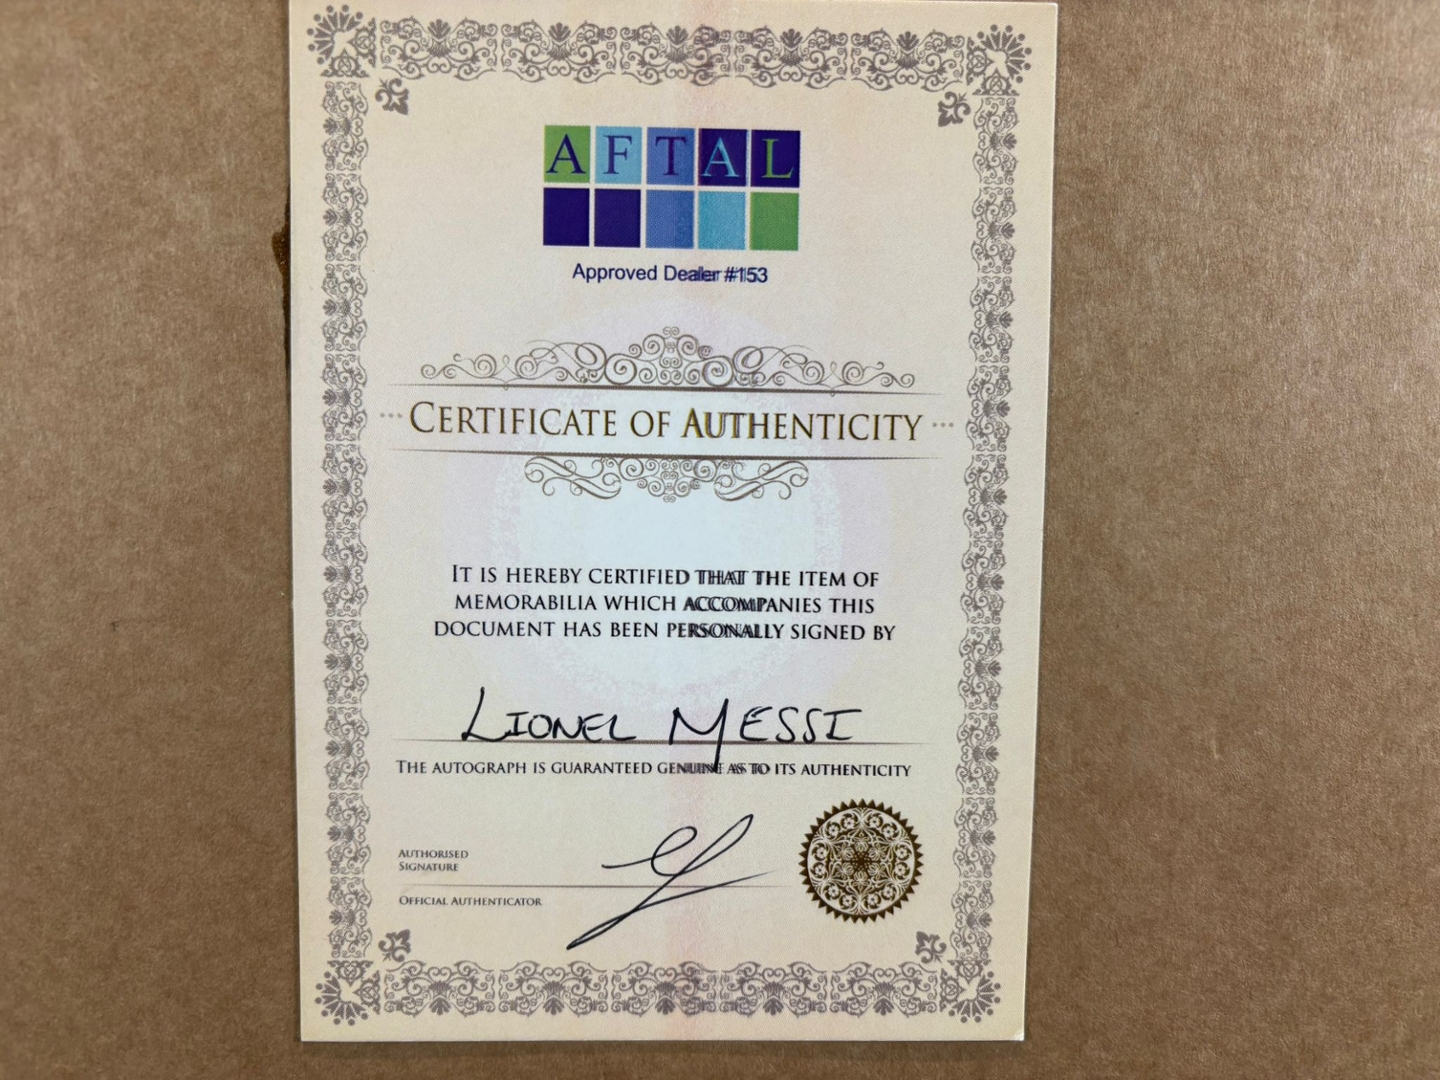 AFTAL
Approved Dealer #153
CERTIFICATE OF AUTHENTICITY
IT IS HEREBY CERTIFIED THAT THE ITEM OF
MEMORABILIA WHICH ACCOMPANIES THIS
DOCUMENT HAS BEEN PERSONALLY SIGNED BY
LIONEL MESSI
THE AUTOGRAPH IS GUARANTEED GENUINE AS TO ITS AUTHENTICITY
AUTHORISED
SIGNATURE
OFFICIAL AUTHENTICATOR